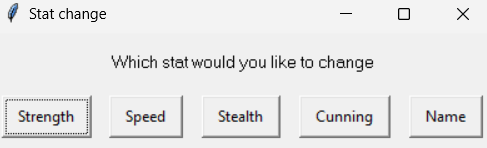 Stat change
Which stat would you like to change
Strength Speed Stealth Cunning Name